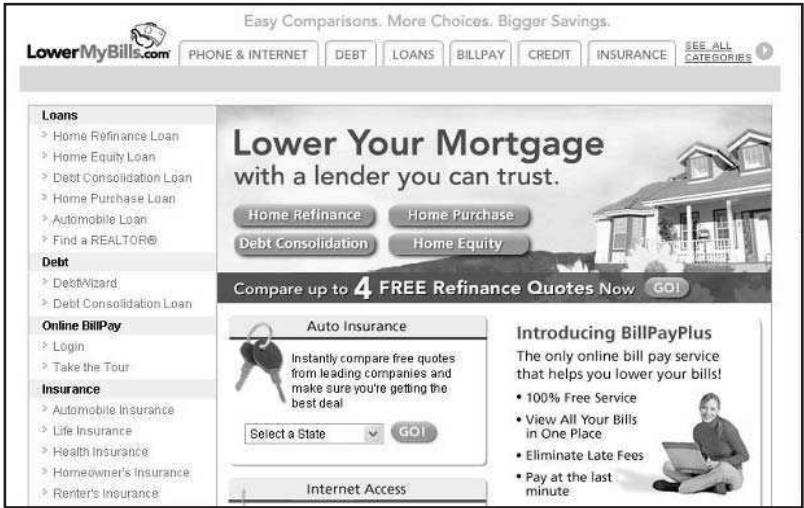 Easy Comparisons. More Choices. Bigger Savings.
LowerMyBills.com
PHONE & INTERNET
DEBT
LOANS
BILLPAY
CREDIT
INSURANCE
SEE ALL
CATEGORIES
Loans
Home Refinance Loan
Home Equity Loan
Debt Consolidation Loan
Home Purchase Loan
Automobile Loan
Find a REALTOR®
Debt
DebtWizard
Debt Consolidation Loan
Online BillPay
Login
Take the Tour
Insurance
Automobile Insurance
Life Insurance
Health Insurance
Homeowner's Insurance
Renter's Insurance
Lower Your Mortgage
with a lender you can trust.
Home Refinance
Home Purchase
Debt Consolidation
Home Equity
Compare up to 4 FREE Refinance Quotes Now GO!
Auto Insurance
Instantly compare free quotes
from leading companies and
make sure you're getting the
best deal
Select a State
GO!
Internet Access
Introducing BillPayPlus
The only online bill pay service
that helps you lower your bills!
• 100% Free Service
• View All Your Bills
in One Place
• Eliminate Late Fees
• Pay at the last
minute